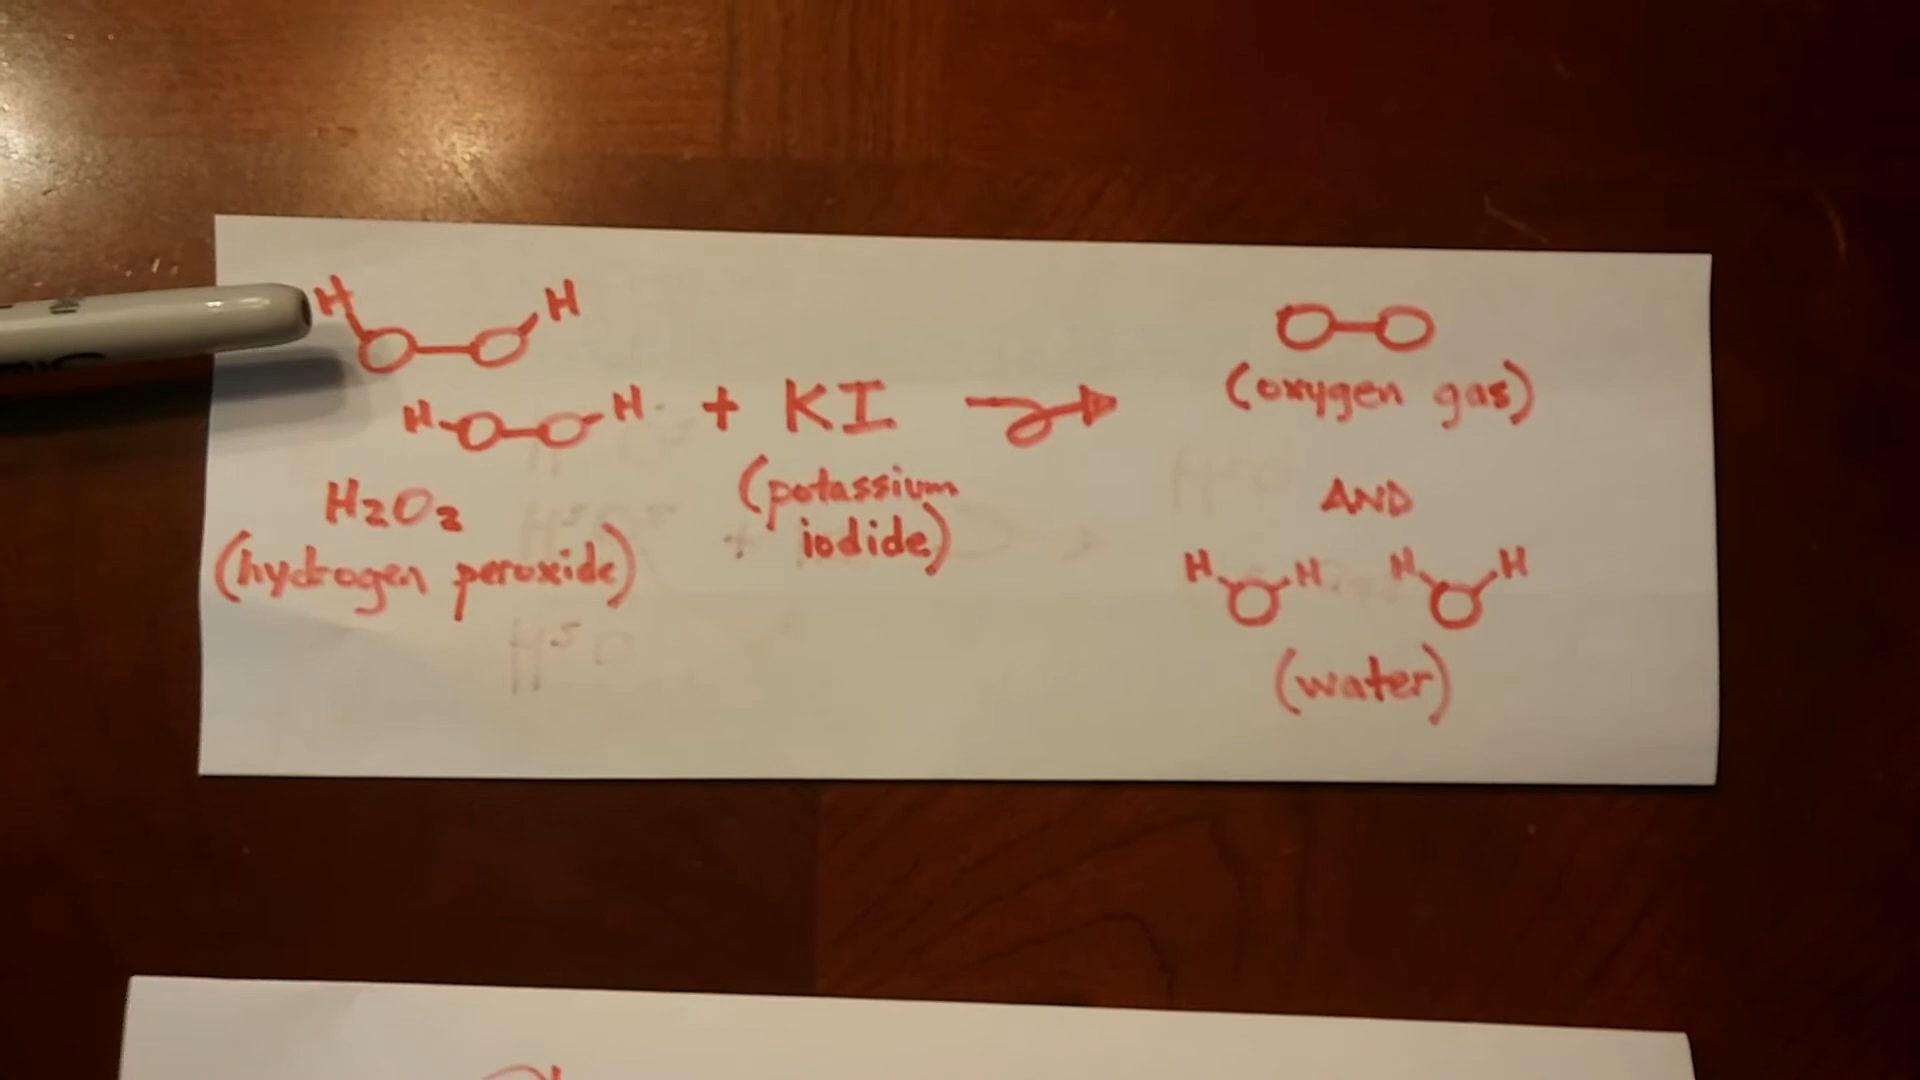 H H
O-O
H-O-O-H + KI
H2O2
(hydrogen peroxide)
(potassium
iodide)
O-O
(oxygen gas)
AND
H H H H
O O
(water)